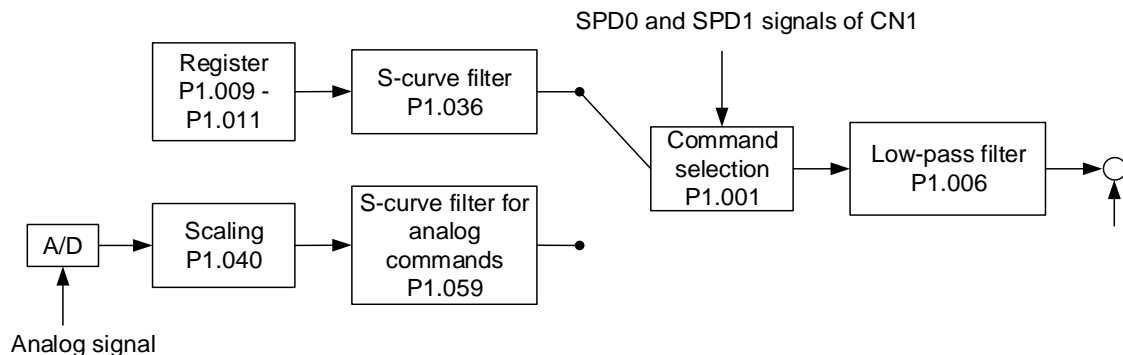 SPD0 and SPD1 signals of CN1
Register
P1.009 -
P1.011
S-curve filter
P1.036
Command
selection
P1.001
Low-pass filter
P1.006
A/D
Scaling
P1.040
S-curve filter for
analog
commands
P1.059
Analog signal